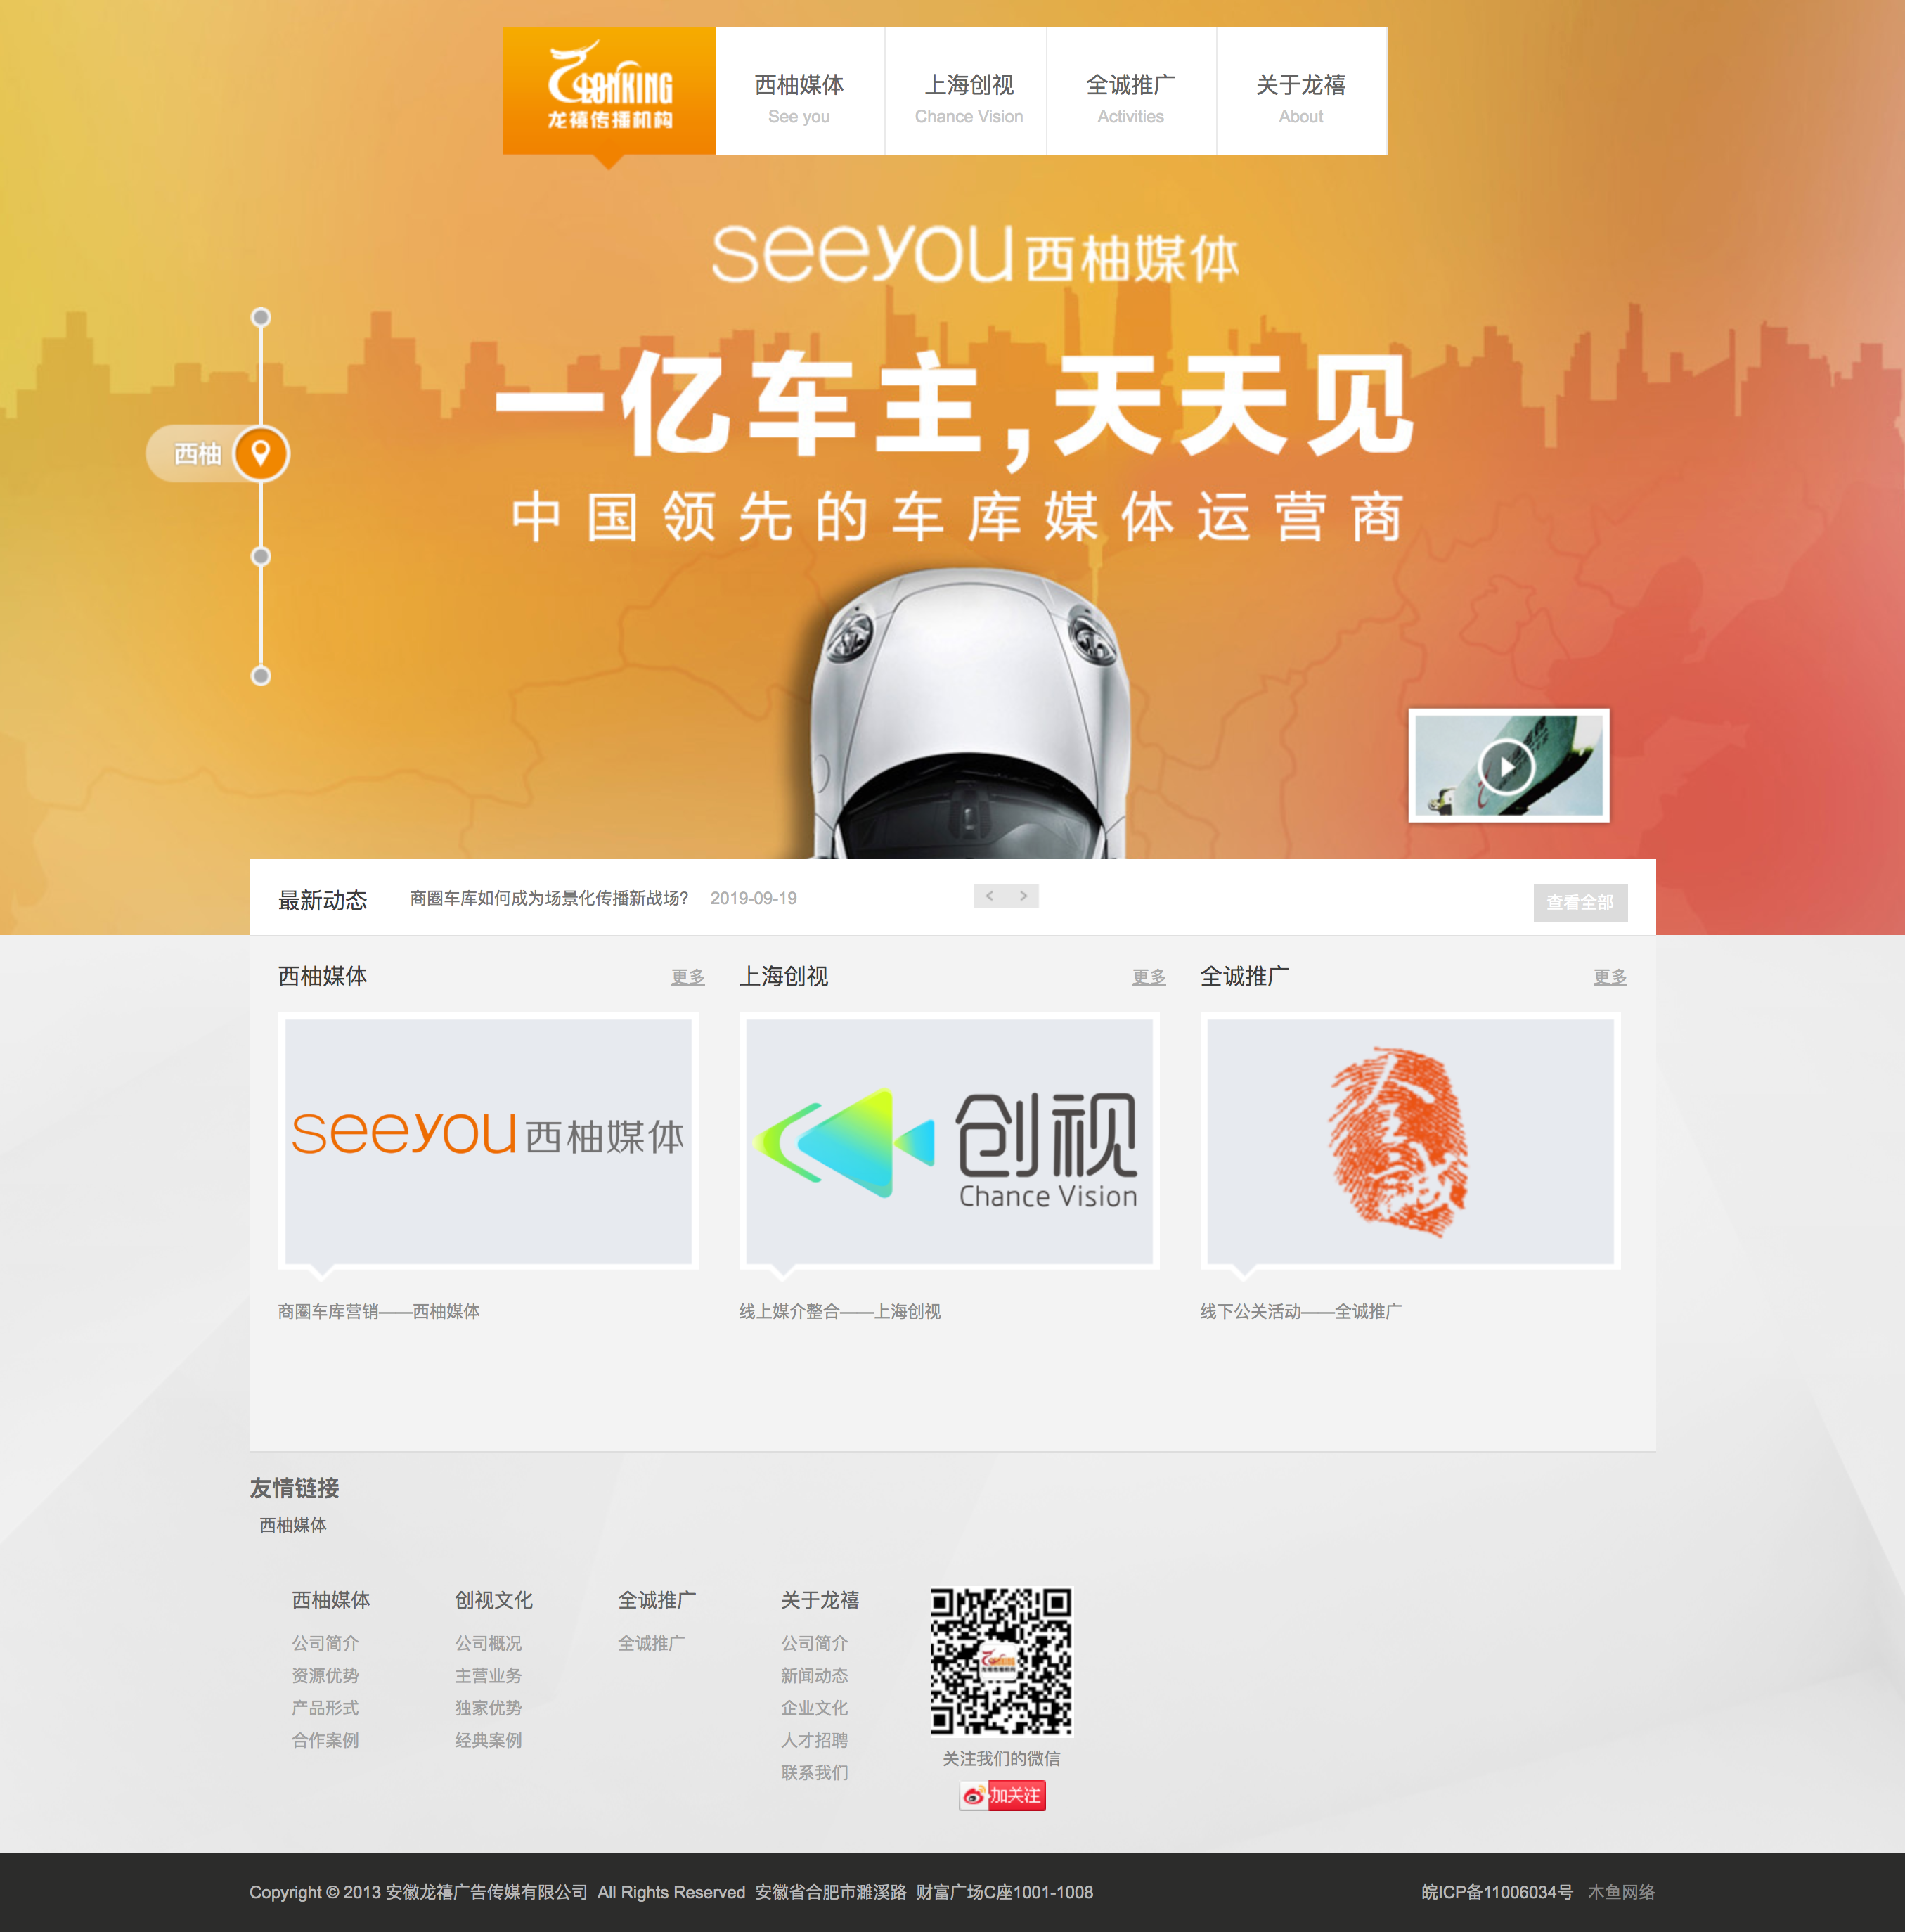 LONKING
龙禧传播机构
西柚媒体
See you
上海创视
Chance Vision
全诚推广
Activities
关于龙禧
About
seeyou西柚媒体
一亿车主,天天见
中国领先的车库媒体运营商
西柚
最新动态 商圈车库如何成为场景化传播新战场? 2019-09-19 < > 查看全部
西柚媒体 更多
上海创视 更多
全诚推广 更多
seeyou西柚媒体
创视
Chance Vision
全诚
商圈车库营销——西柚媒体
线上媒介整合——上海创视
线下公关活动——全诚推广
友情链接
西柚媒体
西柚媒体
公司简介
资源优势
产品形式
合作案例
创视文化
公司概况
主营业务
独家优势
经典案例
全诚推广
全诚推广
关于龙禧
公司简介
新闻动态
企业文化
人才招聘
联系我们
关注我们的微信
加关注
Copyright © 2013 安徽龙禧广告传媒有限公司 All Rights Reserved 安徽省合肥市濉溪路 财富广场C座1001-1008
皖ICP备11006034号 木鱼网络